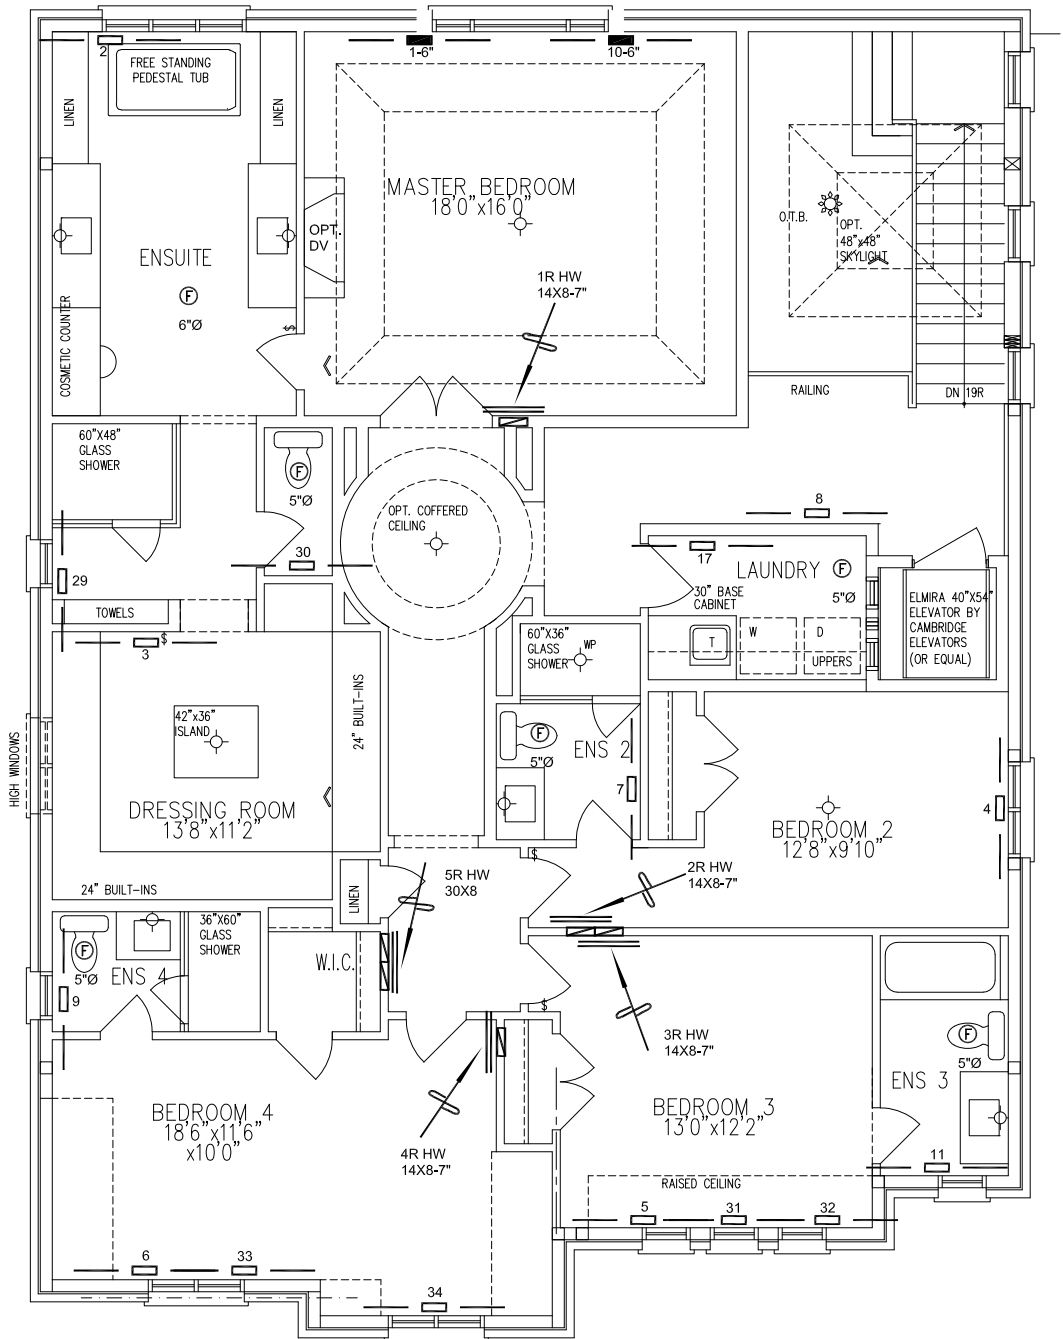 2
1-6"
10-6"
FREE STANDING
PEDESTAL TUB
LINEN
LINEN
MASTER BEDROOM
18'0"x16'0"
OPT.
DV
O.T.B.
OPT.
48"x48"
SKYLIGHT
ENSUITE
F
6"Ø
1R HW
14X8-7"
COSMETIC COUNTER
$
RAILING
DN 19R
60"X48"
GLASS
SHOWER
F
5"Ø
OPT. COFFERED
CEILING
8
17
30
29
LAUNDRY
F
5"Ø
30" BASE
CABINET
ELMIRA 40"X54"
ELEVATOR BY
CAMBRIDGE
ELEVATORS
(OR EQUAL)
TOWELS
3
$
60"X36"
GLASS
SHOWER
WP
T
W
D
UPPERS
42"x36"
ISLAND
24" BUILT-INS
HIGH WINDOWS
F
5"Ø
ENS 2
7
4
DRESSING ROOM
13'8"x11'2"
BEDROOM 2
12'8"x9'10"
$
5R HW
30X8
2R HW
14X8-7"
24" BUILT-INS
LINEN
36"X60"
GLASS
SHOWER
F
5"Ø
ENS 4
9
W.I.C.
$
3R HW
14X8-7"
F
5"Ø
ENS 3
BEDROOM 4
18'6"x11'6"
x10'0"
BEDROOM 3
13'0"x12'2"
4R HW
14X8-7"
11
RAISED CEILING
5
31
32
6
33
34